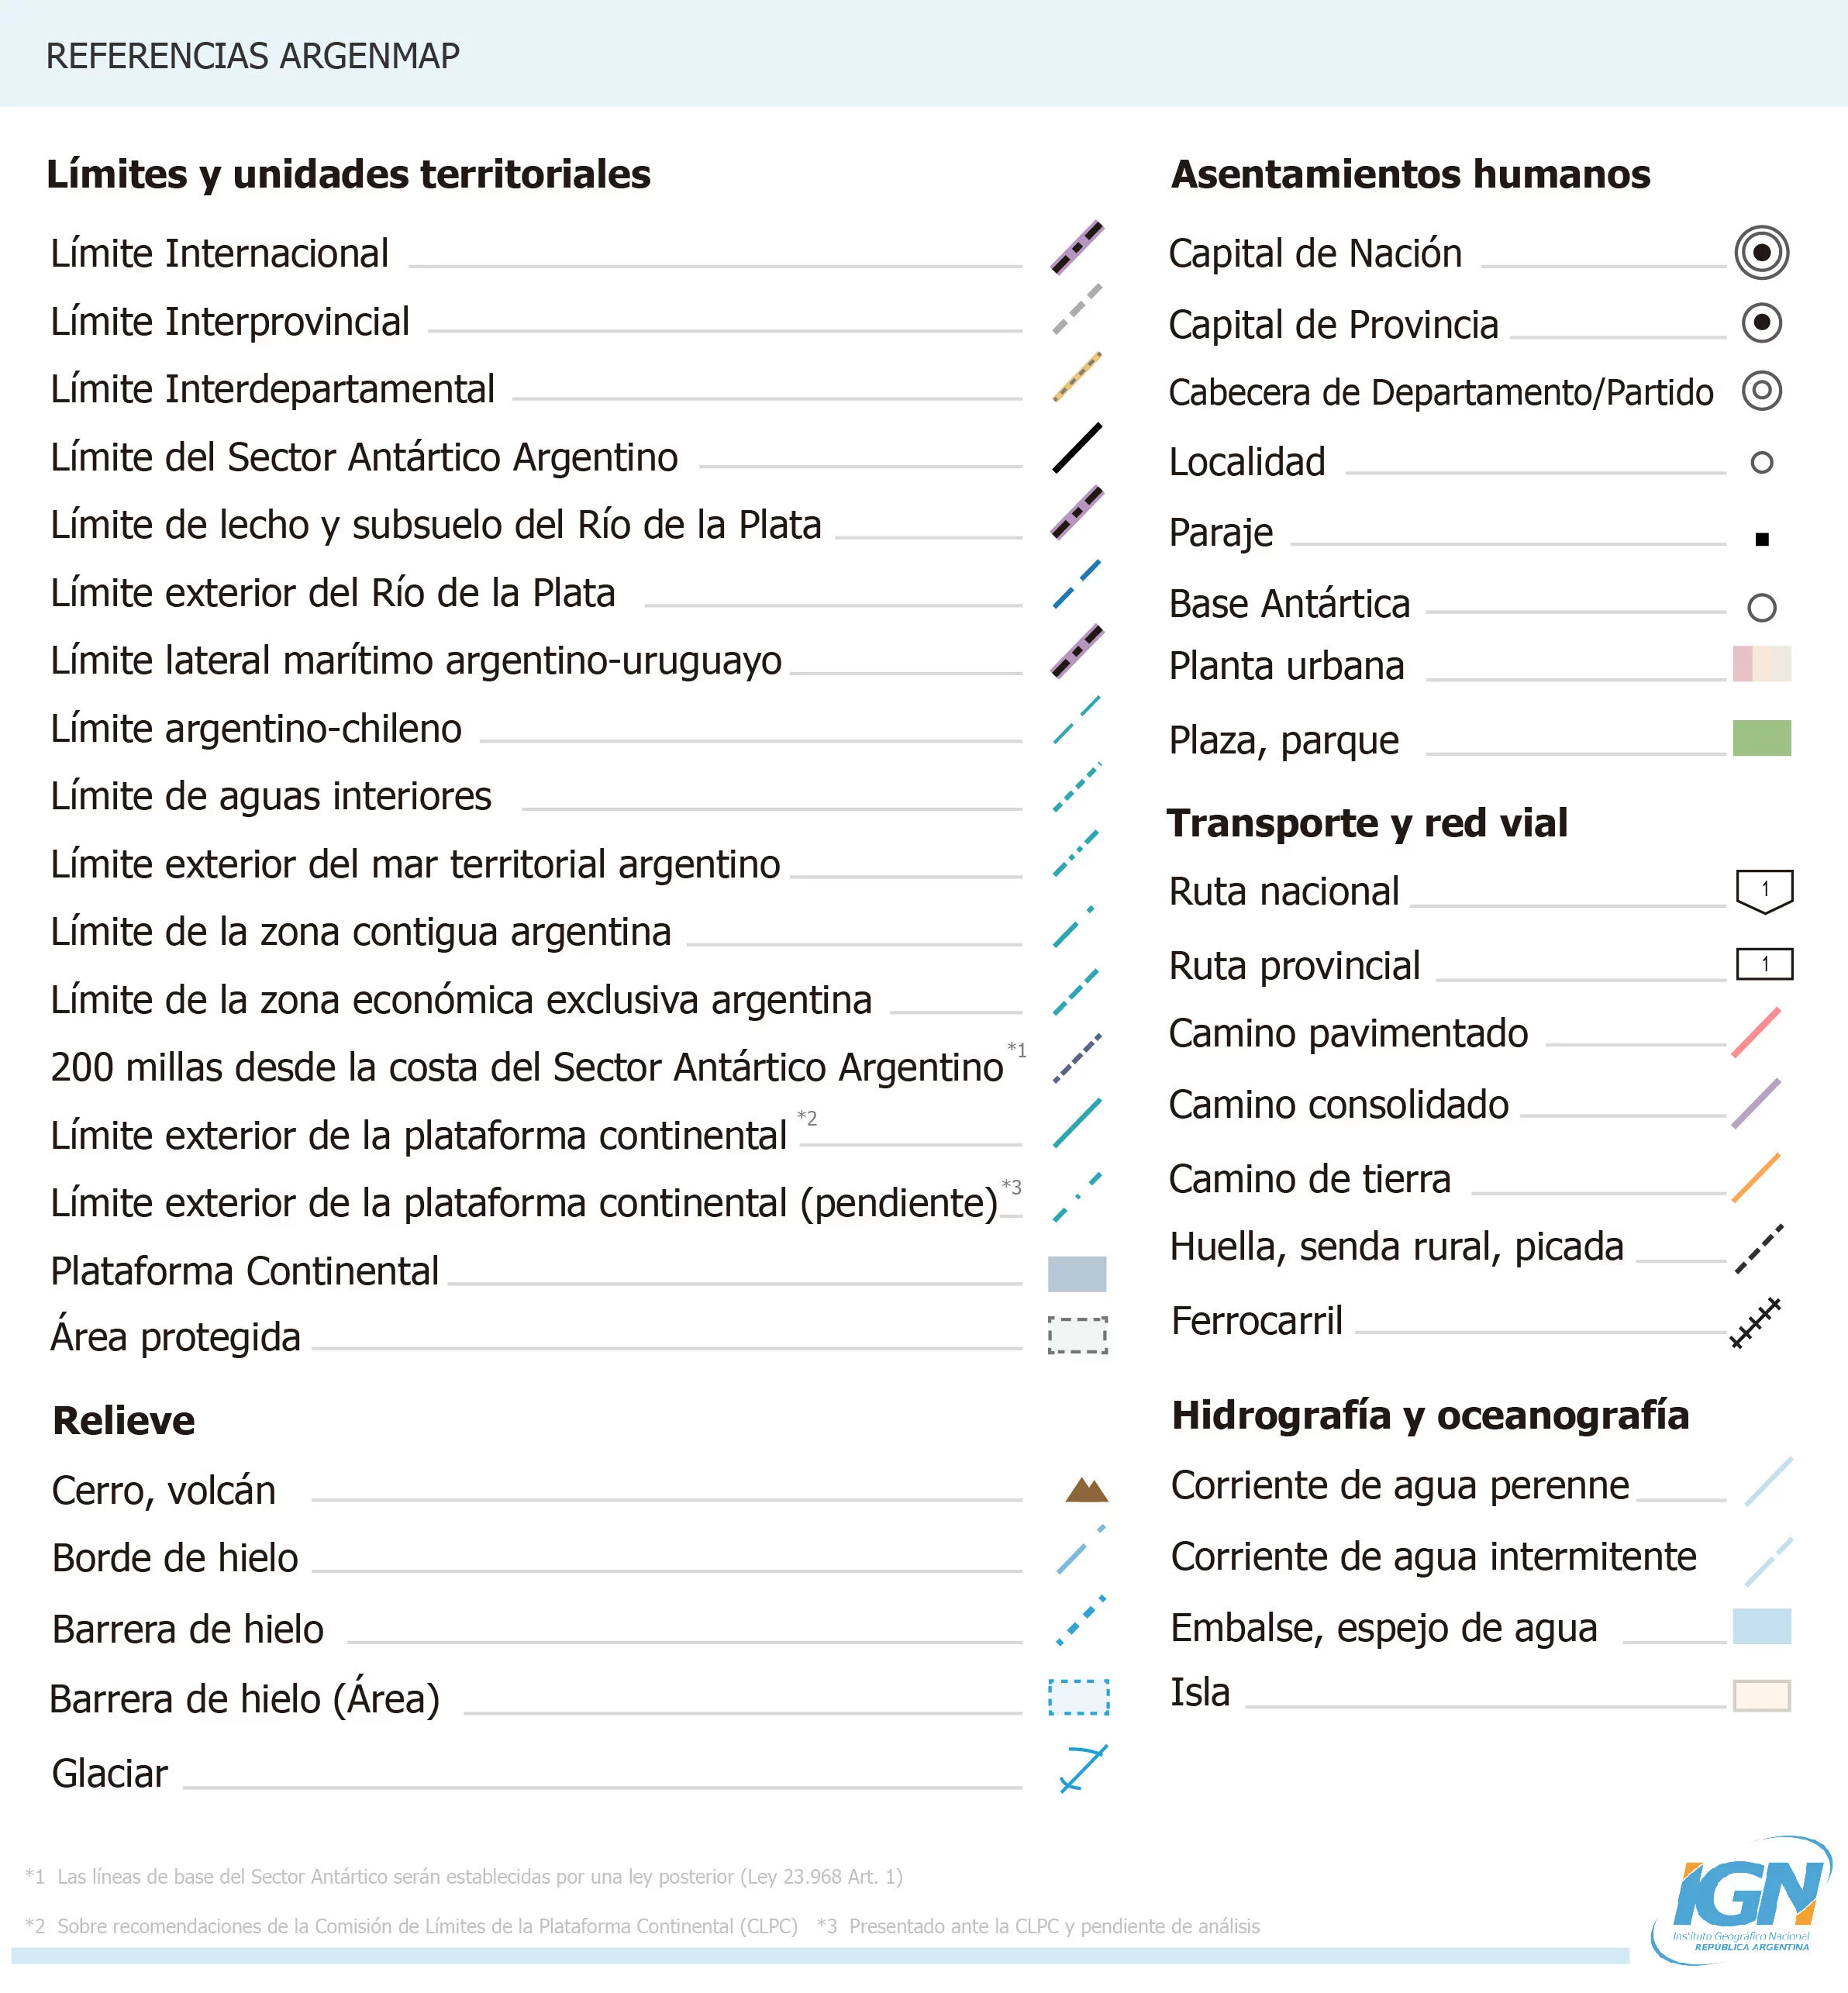 REFERENCIAS ARGENMAP
Límites y unidades territoriales
Límite Internacional
Límite Interprovincial
Límite Interdepartamental
Límite del Sector Antártico Argentino
Límite de lecho y subsuelo del Río de la Plata
Límite exterior del Río de la Plata
Límite lateral marítimo argentino-uruguayo
Límite argentino-chileno
Límite de aguas interiores
Límite exterior del mar territorial argentino
Límite de la zona contigua argentina
Límite de la zona económica exclusiva argentina
200 millas desde la costa del Sector Antártico Argentino *1
Límite exterior de la plataforma continental *2
Límite exterior de la plataforma continental (pendiente) *3
Plataforma Continental
Área protegida
Relieve
Cerro, volcán
Borde de hielo
Barrera de hielo
Barrera de hielo (Área)
Glaciar
Asentamientos humanos
Capital de Nación
Capital de Provincia
Cabecera de Departamento/Partido
Localidad
Paraje
Base Antártica
Planta urbana
Plaza, parque
Transporte y red vial
Ruta nacional 1
Ruta provincial 1
Camino pavimentado
Camino consolidado
Camino de tierra
Huella, senda rural, picada
Ferrocarril
Hidrografía y oceanografía
Corriente de agua perenne
Corriente de agua intermitente
Embalse, espejo de agua
Isla
*1 Las líneas de base del Sector Antártico serán establecidas por una ley posterior (Ley 23.968 Art. 1)
*2 Sobre recomendaciones de la Comisión de Límites de la Plataforma Continental (CLPC) *3 Presentado ante la CLPC y pendiente de análisis
IGN
Instituto Geográfico Nacional
REPÚBLICA ARGENTINA